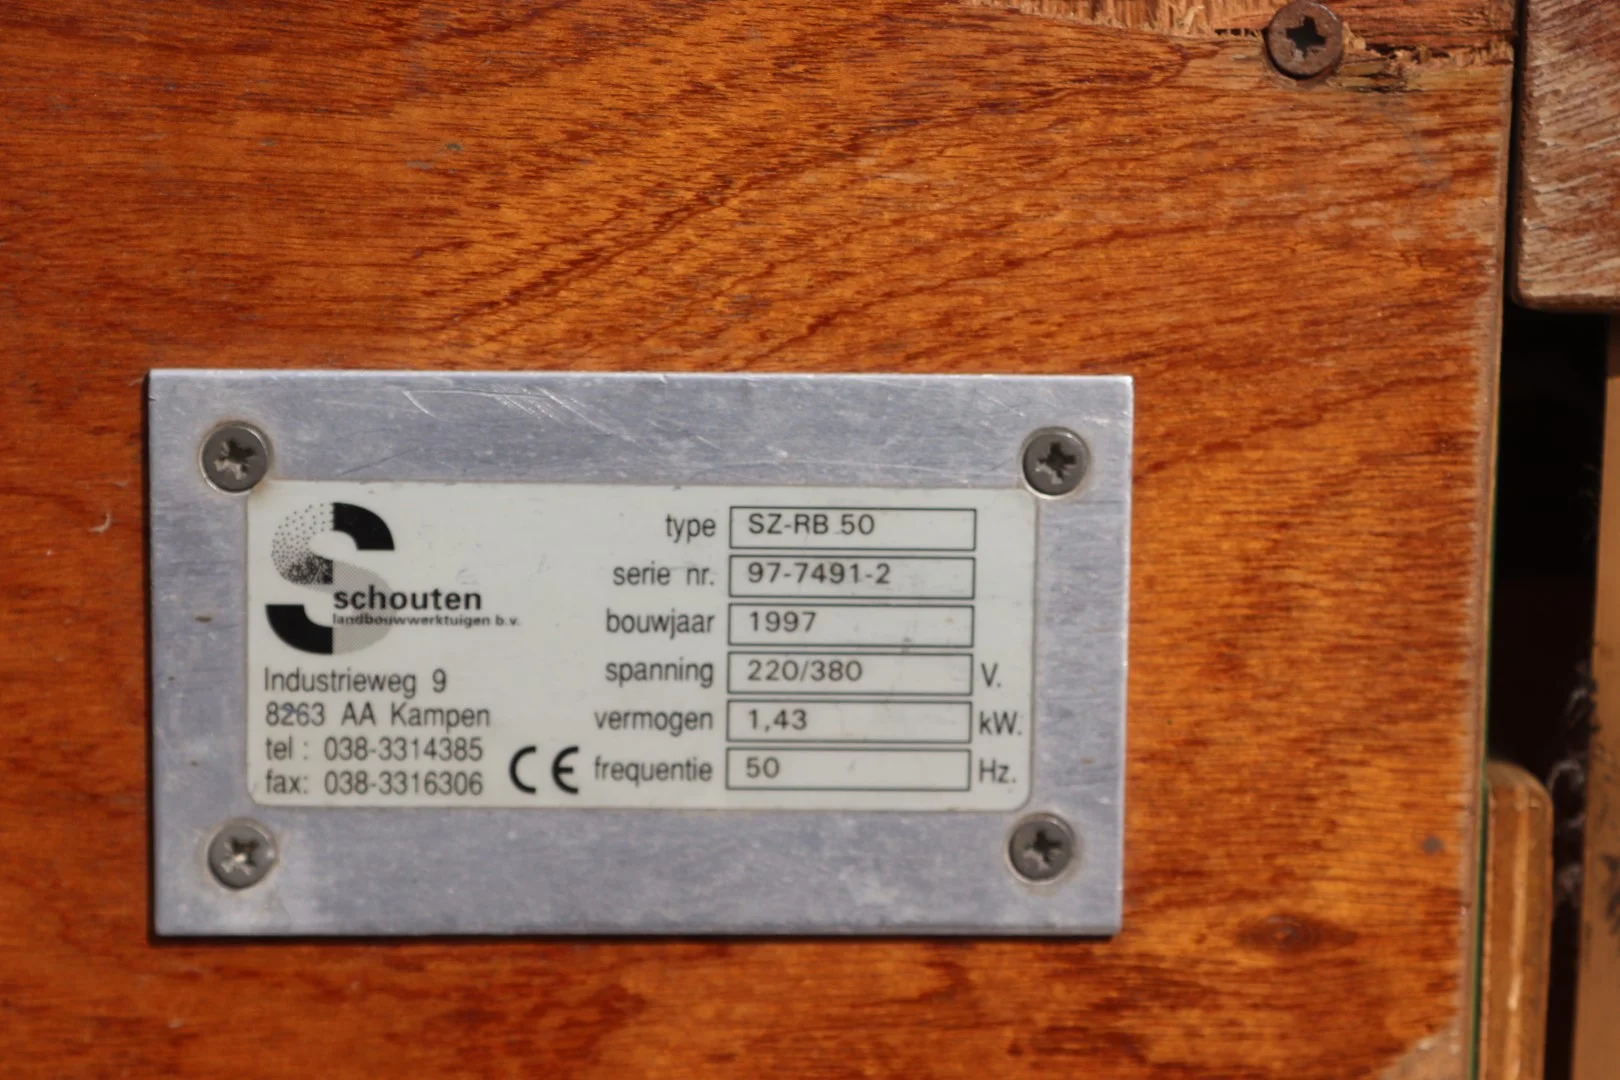 schouten
landbouwwerktuigen b.v.
Industrieweg 9
8263 AA Kampen
tel : 038-3314385
fax: 038-3316306
CE
type SZ-RB 50
serie nr. 97-7491-2
bouwjaar 1997
spanning 220/380 V.
vermogen 1,43 kW.
frequentie 50 Hz.